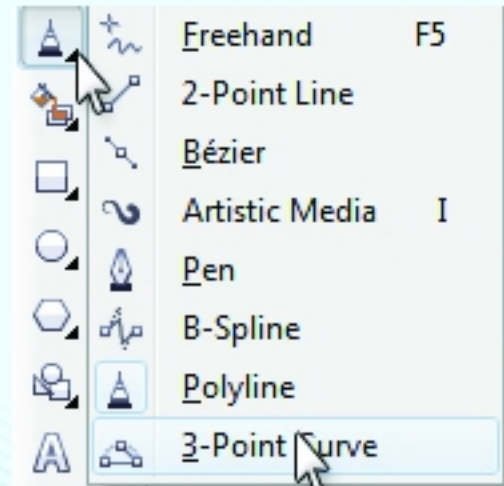 Freehand F5
2-Point Line
Bézier
Artistic Media I
Pen
B-Spline
Polyline
3-Point Curve